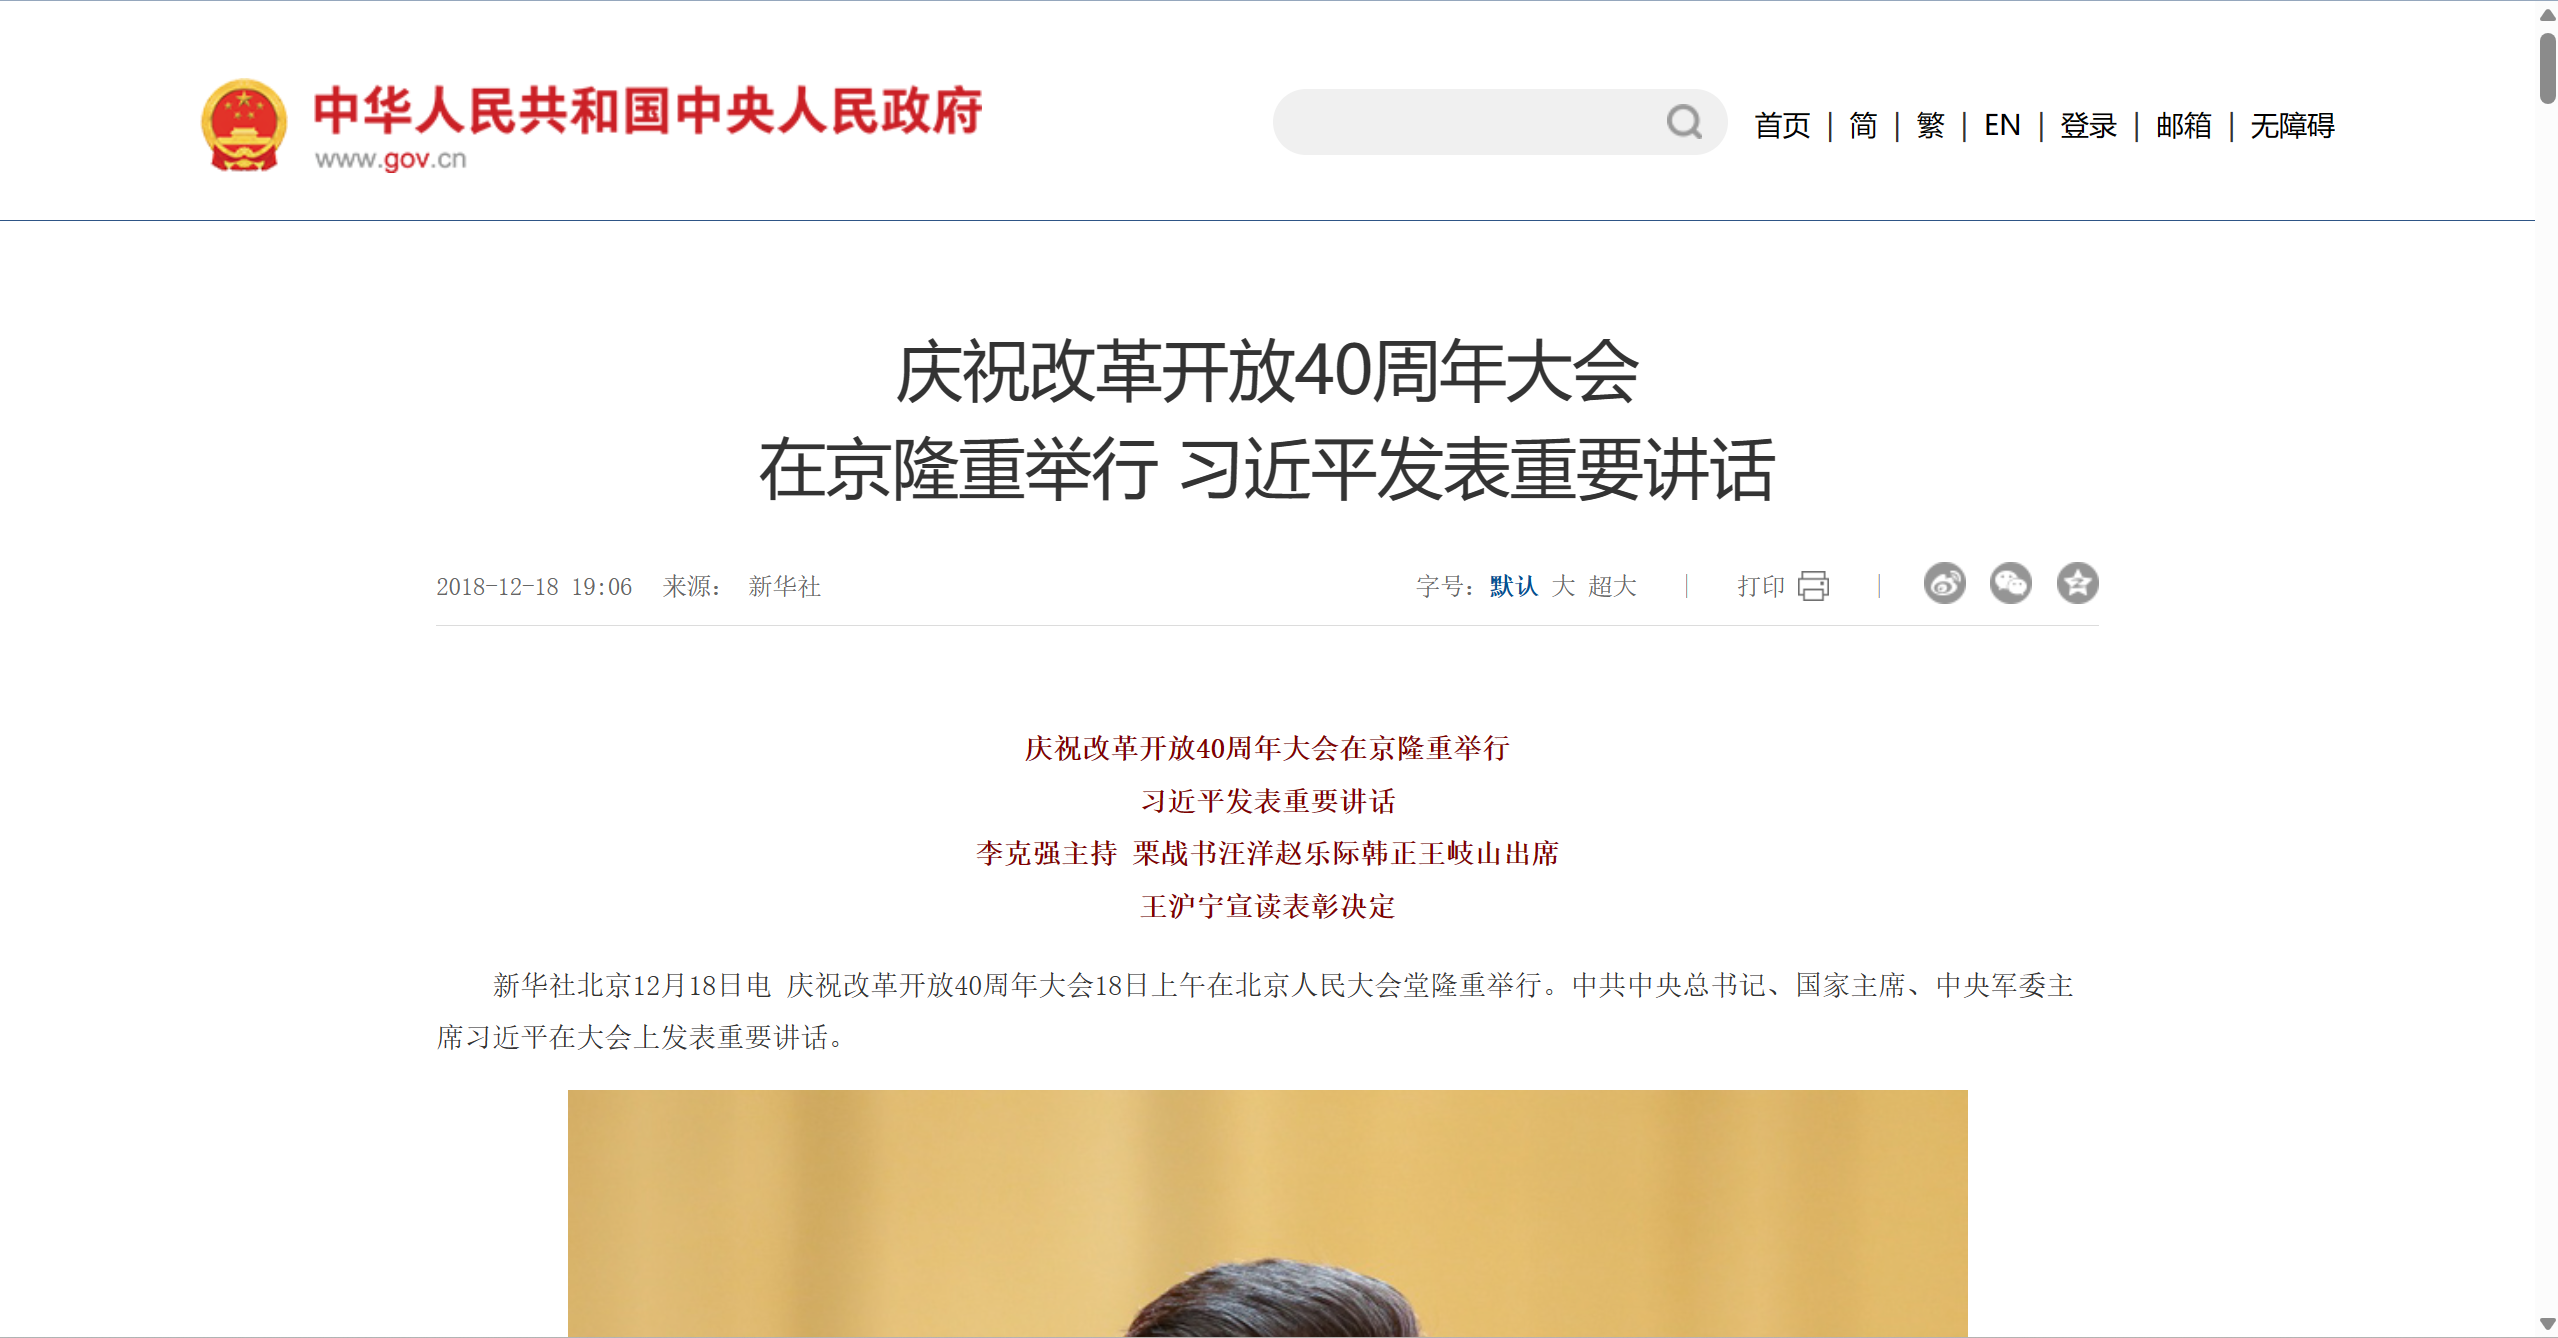 中华人民共和国中央人民政府
www.gov.cn
首页 | 简 | 繁 | EN | 登录 | 邮箱 | 无障碍
庆祝改革开放40周年大会
在京隆重举行 习近平发表重要讲话
2018-12-18 19:06 来源： 新华社
字号：默认 大 超大 | 打印 |
庆祝改革开放40周年大会在京隆重举行
习近平发表重要讲话
李克强主持 栗战书汪洋赵乐际韩正王岐山出席
王沪宁宣读表彰决定
新华社北京12月18日电 庆祝改革开放40周年大会18日上午在北京人民大会堂隆重举行。中共中央总书记、国家主席、中央军委主
席习近平在大会上发表重要讲话。